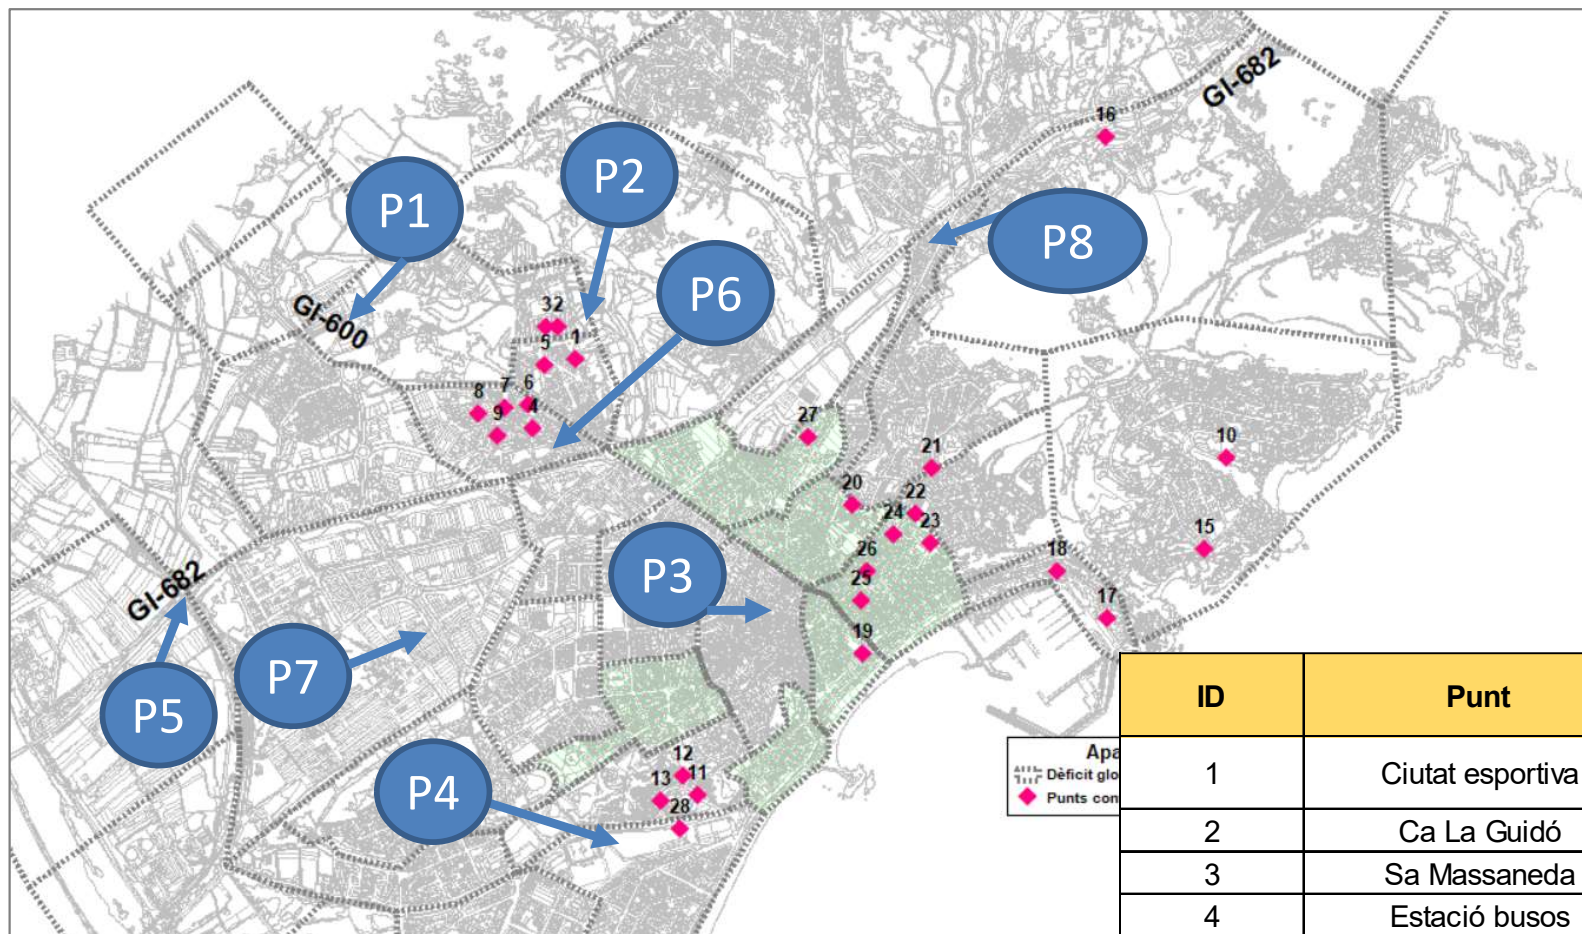 GI-682
16
P2
P1
P8
P6
GI-600
32
1
5
6
7
8
4
9
27
21
10
20
22
24
23
15
26
18
P3
25
GI-682
17
19
P7
P5
ID Punt
Apa
Dèficit glo
1 Ciutat esportiva
Punts con
12
13 11
P4
28
2 Ca La Guidó
3 Sa Massaneda
4 Estació busos